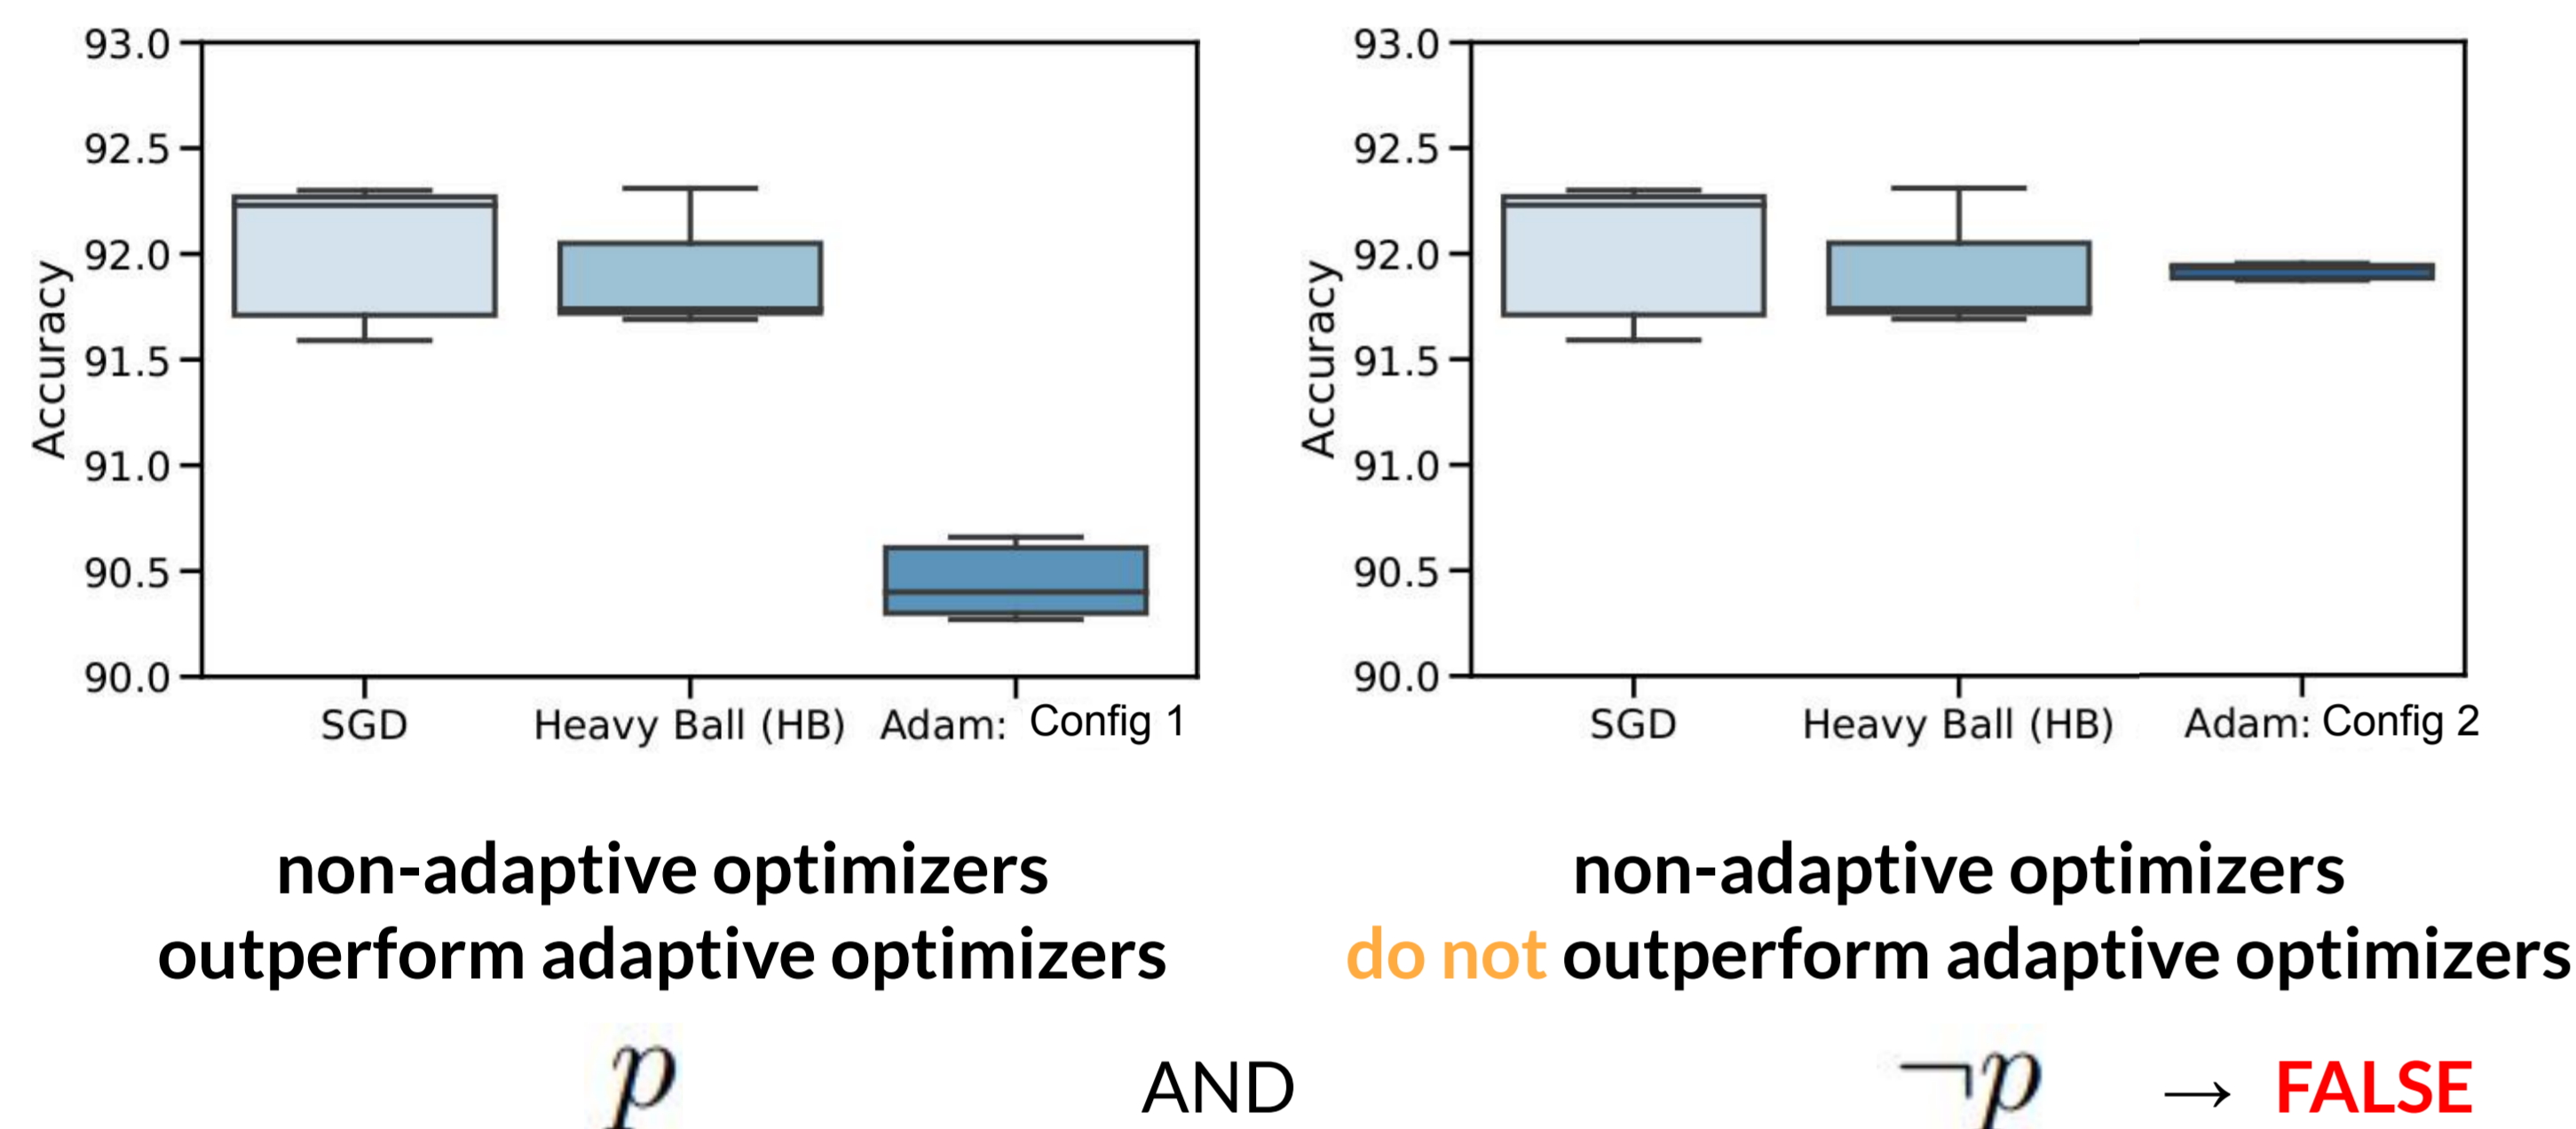 93.0
92.5
92.0
91.5
91.0
90.5
90.0
Accuracy
SGD Heavy Ball (HB) Adam: Config 1
93.0
92.5
92.0
91.5
91.0
90.5
90.0
Accuracy
SGD Heavy Ball (HB) Adam: Config 2
non-adaptive optimizers
outperform adaptive optimizers
non-adaptive optimizers
do not outperform adaptive optimizers
p AND ¬p → FALSE